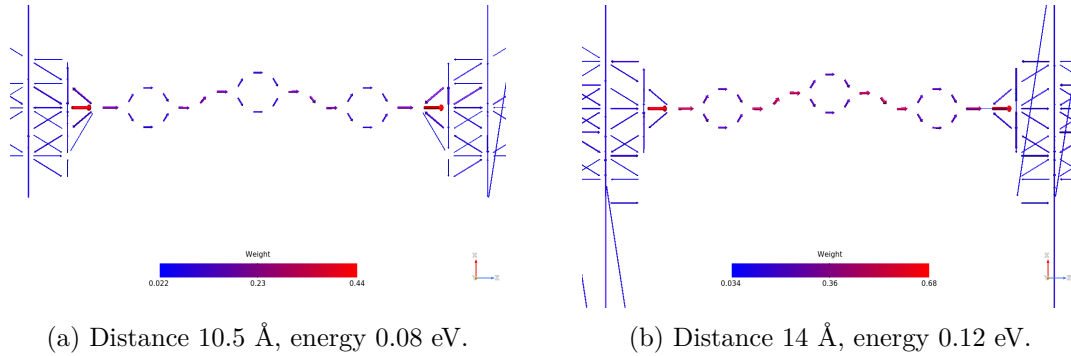 Weight
0.022 0.23 0.44
(a) Distance 10.5 Å, energy 0.08 eV.
Weight
0.034 0.36 0.68
(b) Distance 14 Å, energy 0.12 eV.